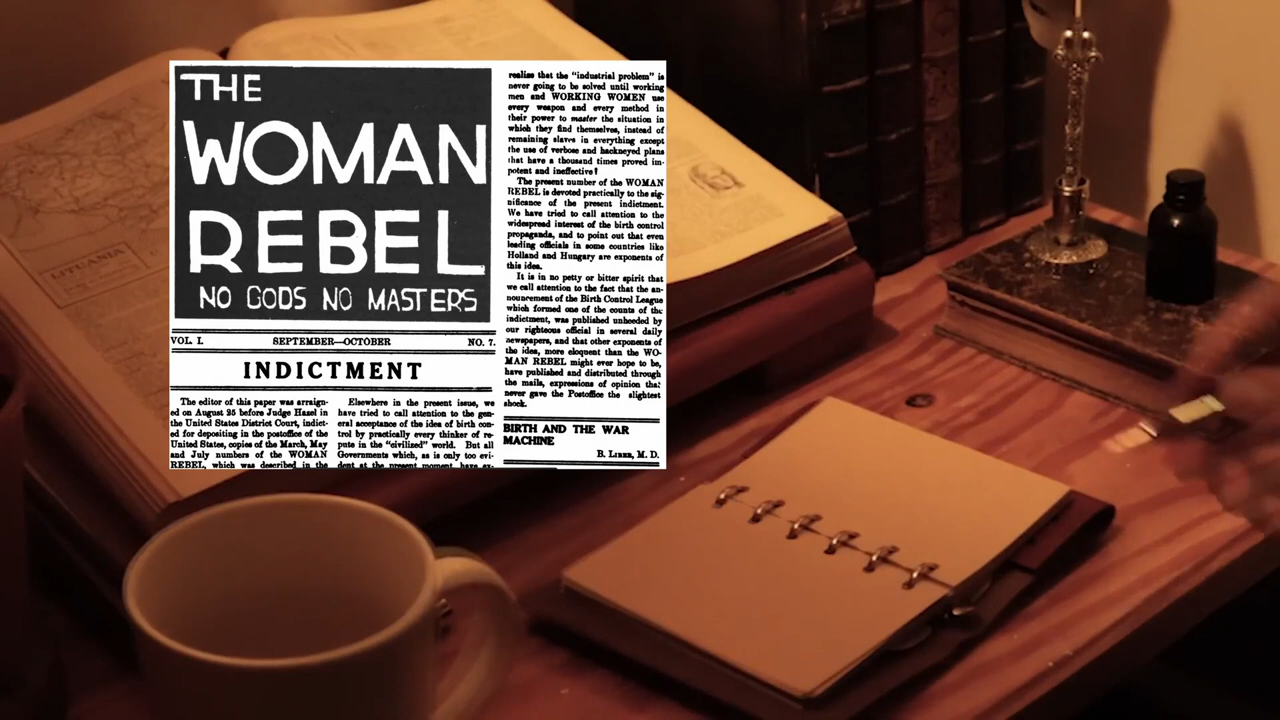 THE
WOMAN
REBEL
NO GODS NO MASTERS
VOL. I.
SEPTEMBER—OCTOBER
NO. 7.
INDICTMENT
The editor of this paper was arraign-
ed on August 25 before Judge Hazel in
the United States District Court, indict-
ed for depositing in the postoffice of the
United States, copies of the March, May
and July numbers of the WOMAN
REBEL, which was described in the
Elsewhere in the present issue, we
have tried to call attention to the gen-
eral acceptance of the idea of birth con-
trol by practically every thinker of re-
pute in the "civilized" world. But all
Governments which, as is only too evi-
dent at the present moment, have ex-
realize that the "industrial problem" is
never going to be solved until working
men and WORKING WOMEN use
every weapon and every method in
their power to master the situation in
which they find themselves, instead of
remaining slaves in everything except
the use of verbose and hackneyed plans
that have a thousand times proved im-
potent and ineffective!
The present number of the WOMAN
REBEL is devoted practically to the sig-
nificance of the present indictment.
We have tried to call attention to the
widespread interest of the birth control
propaganda, and to point out that even
leading officials in some countries like
Holland and Hungary are exponents of
this idea.
It is in no petty or bitter spirit that
we call attention to the fact that the an-
nouncement of the Birth Control League
which formed one of the counts of the
indictment, was published unheeded by
our righteous official in several daily
newspapers, and that other exponents of
the idea, more eloquent than the WO-
MAN REBEL might ever hope to be,
have published and distributed through
the mails, expressions of opinion that
never gave the Postoffice the slightest
shock.
BIRTH AND THE WAR
MACHINE
B. LIBER, M. D.
LITUANIA